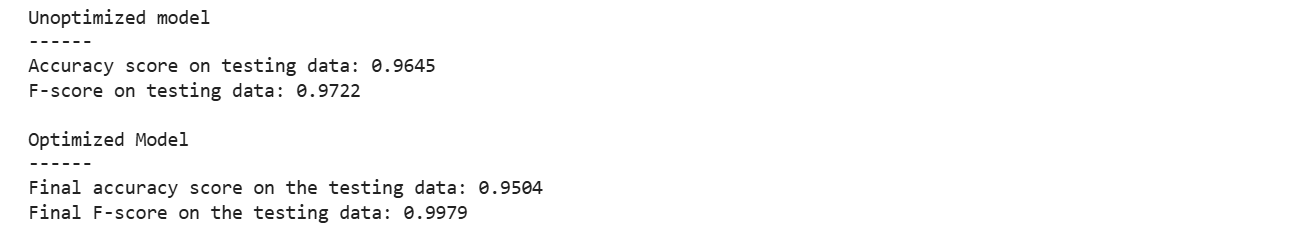 Unoptimized model
------
Accuracy score on testing data: 0.9645
F-score on testing data: 0.9722
Optimized Model
------
Final accuracy score on the testing data: 0.9504
Final F-score on the testing data: 0.9979